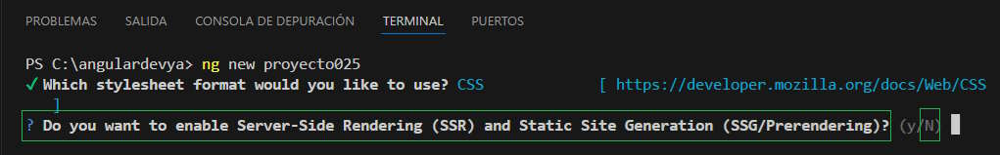 PROBLEMAS SALIDA CONSOLA DE DEPURACIÓN TERMINAL PUERTOS
PS C:\angulardevya> ng new proyecto025
✔ Which stylesheet format would you like to use? CSS [ https://developer.mozilla.org/docs/Web/CSS
]
? Do you want to enable Server-Side Rendering (SSR) and Static Site Generation (SSG/Prerendering)? (y/N)